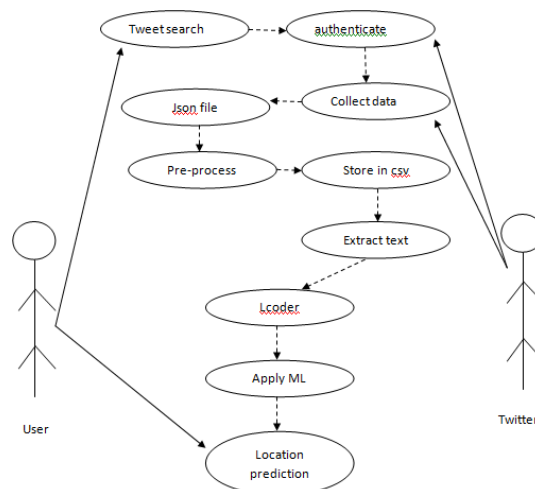 Tweet search
authenticate
Collect data
Json file
Pre-process
Store in csv
Extract text
Lcoder
Apply ML
User
Twitter
Location
prediction